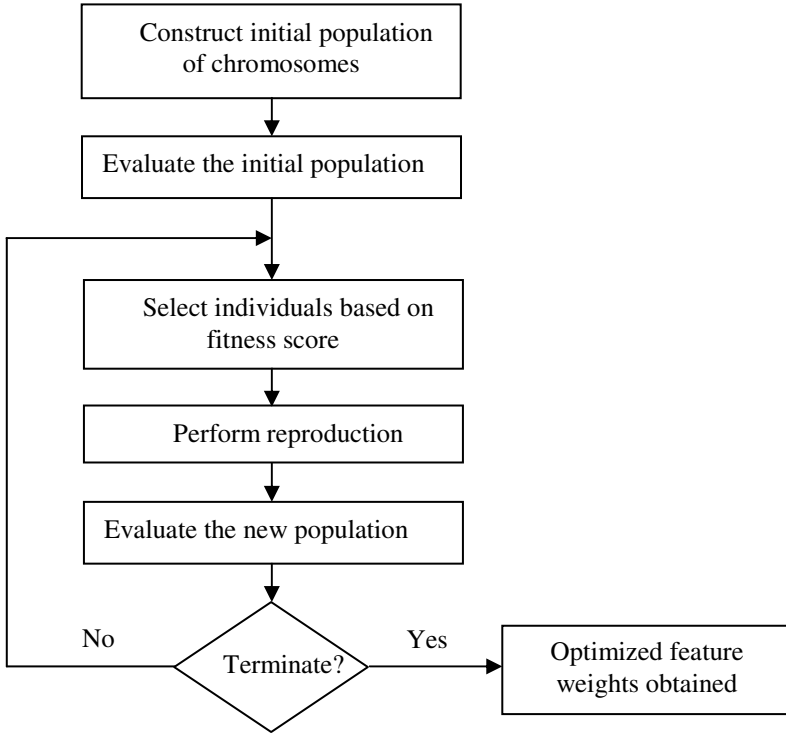 Construct initial population
of chromosomes
Evaluate the initial population
Select individuals based on
fitness score
Perform reproduction
Evaluate the new population
No
Terminate?
Yes
Optimized feature
weights obtained